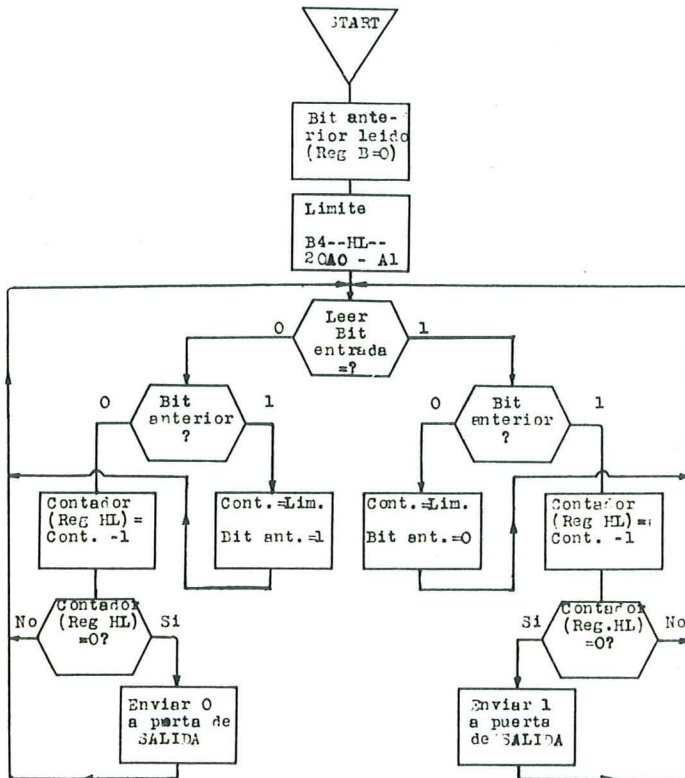 START
Bit ante-
rior leido
(Reg B=0)
Limite
B4--HL--
20A0 - A1
Leer
Bit
entrada
=?
0
1
Bit
anterior
?
0
1
Bit
anterior
?
0
1
Contador
(Reg HL)=
Cont. -1
Cont.=Lim.
Bit ant.=1
Cont.=Lim.
Bit ant.=0
Contador
(Reg HL)=
Cont. -1
Contador
(Reg HL)
=0?
No
Si
Contador
(Reg.HL)
=0?
Si
No
Enviar 0
a porta de
SALIDA
Enviar 1
a puerta
de SALIDA